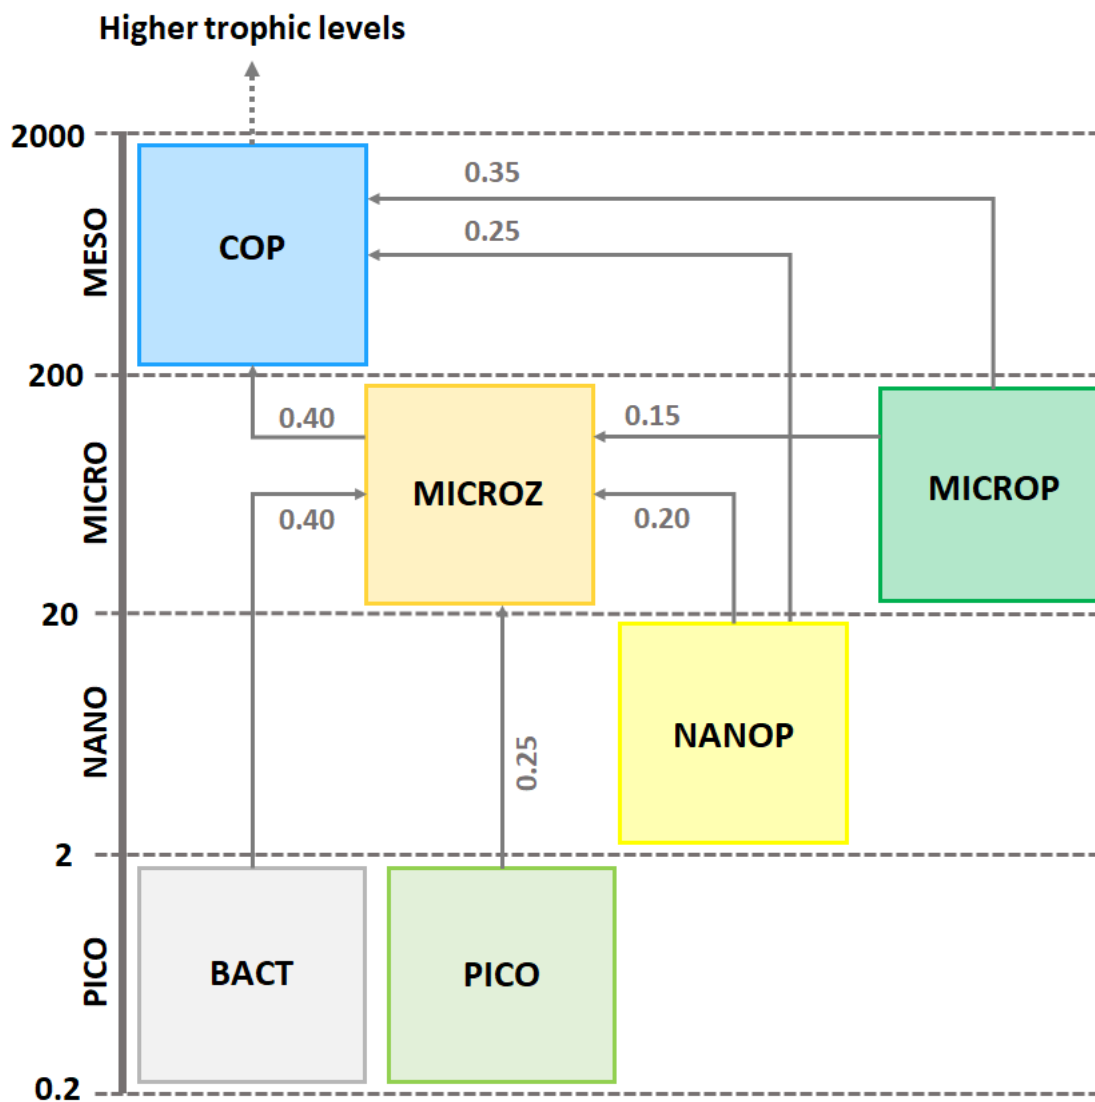 Higher trophic levels
2000
0.35
MESO
COP
0.25
200
0.40
0.15
MICRO
MICROZ
MICROP
0.40
0.20
20
NANO
NANOP
0.25
2
PICO
BACT
PICO
0.2